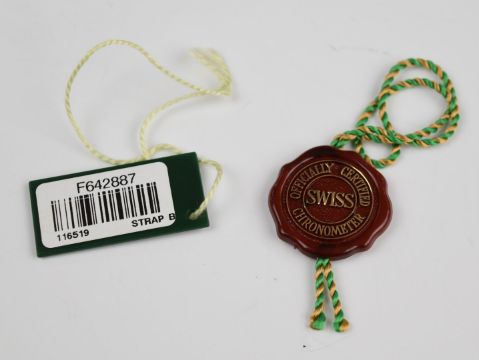 F642887
116519 STRAP B
OFFICIALLY CERTIFIED
SWISS
CHRONOMETER